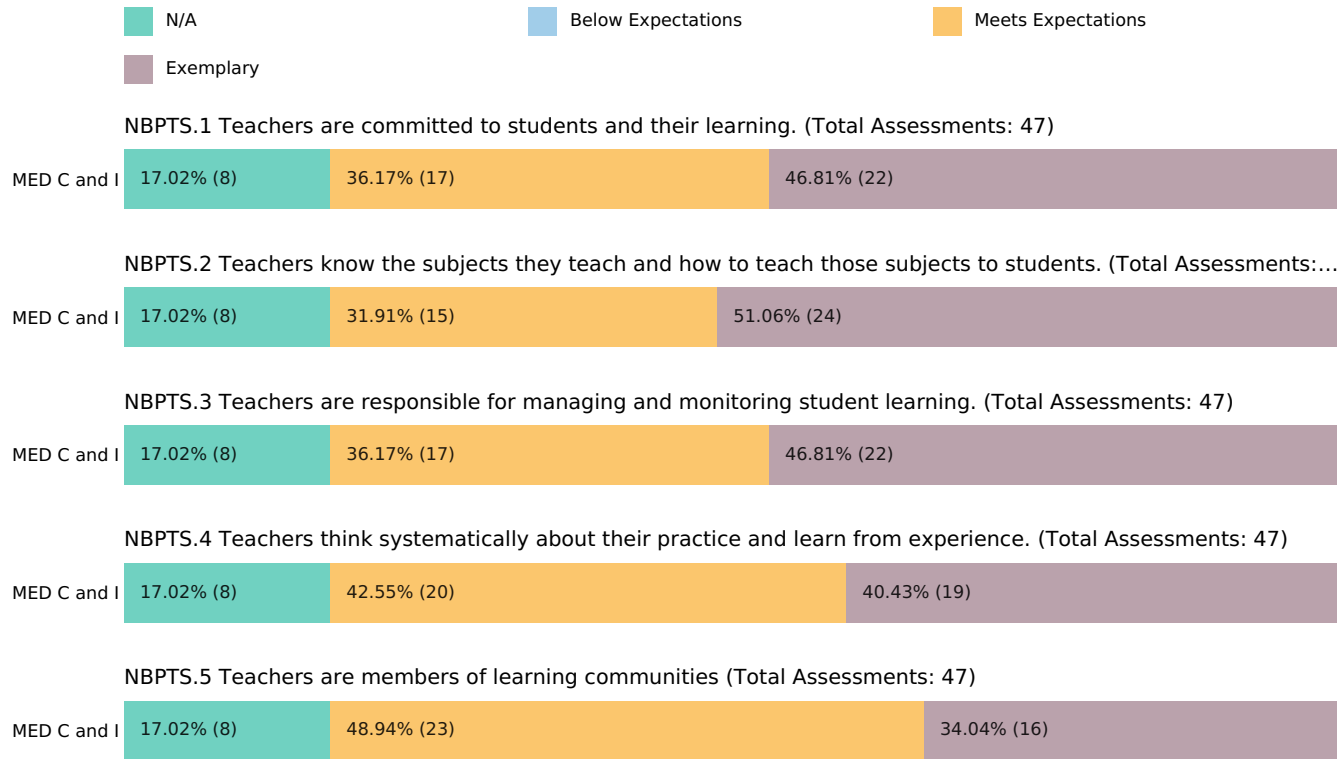 N/A Below Expectations Meets Expectations
Exemplary
NBPTS.1 Teachers are committed to students and their learning. (Total Assessments: 47)
MED C and I 17.02% (8) 36.17% (17) 46.81% (22)
NBPTS.2 Teachers know the subjects they teach and how to teach those subjects to students. (Total Assessments:...
MED C and I 17.02% (8) 31.91% (15) 51.06% (24)
NBPTS.3 Teachers are responsible for managing and monitoring student learning. (Total Assessments: 47)
MED C and I 17.02% (8) 36.17% (17) 46.81% (22)
NBPTS.4 Teachers think systematically about their practice and learn from experience. (Total Assessments: 47)
MED C and I 17.02% (8) 42.55% (20) 40.43% (19)
NBPTS.5 Teachers are members of learning communities (Total Assessments: 47)
MED C and I 17.02% (8) 48.94% (23) 34.04% (16)